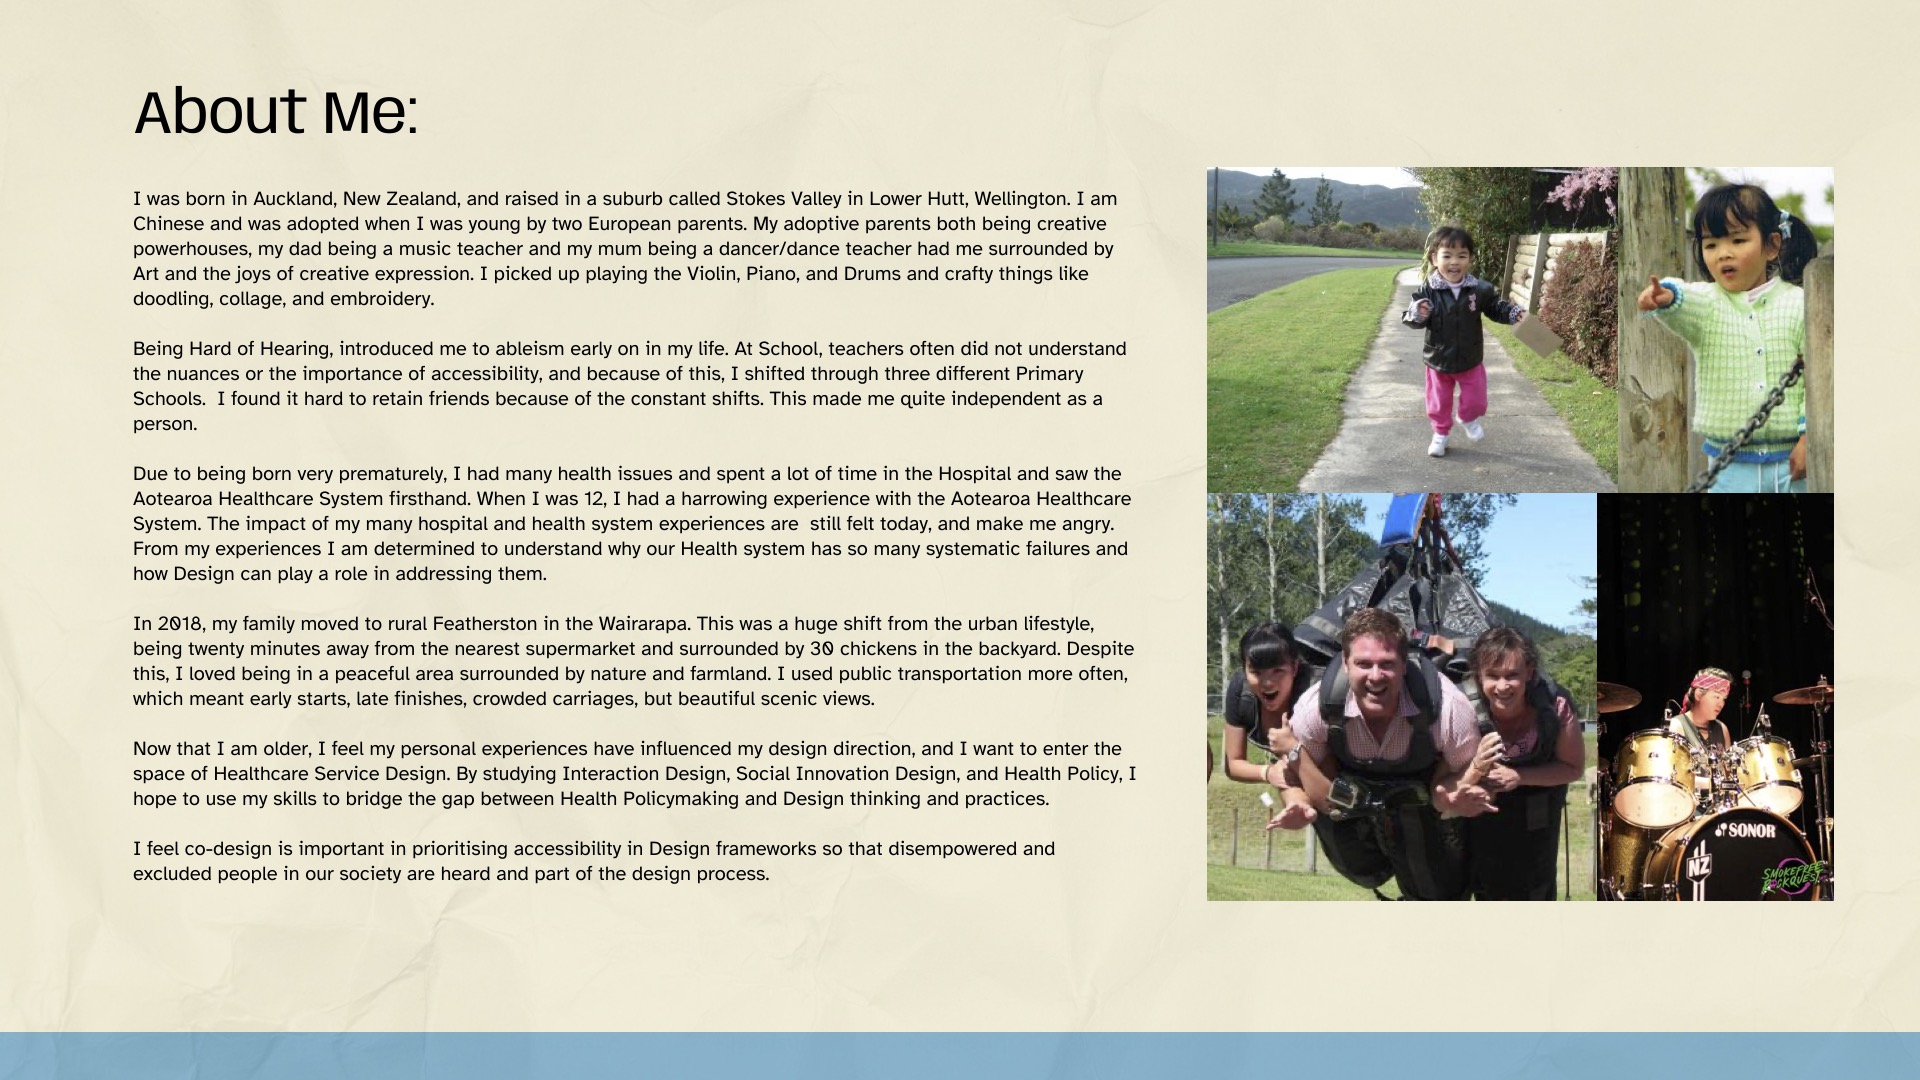 About Me:
I was born in Auckland, New Zealand, and raised in a suburb called Stokes Valley in Lower Hutt, Wellington. I am
Chinese and was adopted when I was young by two European parents. My adoptive parents both being creative
powerhouses, my dad being a music teacher and my mum being a dancer/dance teacher had me surrounded by
Art and the joys of creative expression. I picked up playing the Violin, Piano, and Drums and crafty things like
doodling, collage, and embroidery.
Being Hard of Hearing, introduced me to ableism early on in my life. At School, teachers often did not understand
the nuances or the importance of accessibility, and because of this, I shifted through three different Primary
Schools.  I found it hard to retain friends because of the constant shifts. This made me quite independent as a
person.
Due to being born very prematurely, I had many health issues and spent a lot of time in the Hospital and saw the
Aotearoa Healthcare System firsthand. When I was 12, I had a harrowing experience with the Aotearoa Healthcare
System. The impact of my many hospital and health system experiences are  still felt today, and make me angry.
From my experiences I am determined to understand why our Health system has so many systematic failures and
how Design can play a role in addressing them.
In 2018, my family moved to rural Featherston in the Wairarapa. This was a huge shift from the urban lifestyle,
being twenty minutes away from the nearest supermarket and surrounded by 30 chickens in the backyard. Despite
this, I loved being in a peaceful area surrounded by nature and farmland. I used public transportation more often,
which meant early starts, late finishes, crowded carriages, but beautiful scenic views.
Now that I am older, I feel my personal experiences have influenced my design direction, and I want to enter the
space of Healthcare Service Design. By studying Interaction Design, Social Innovation Design, and Health Policy, I
hope to use my skills to bridge the gap between Health Policymaking and Design thinking and practices.
I feel co-design is important in prioritising accessibility in Design frameworks so that disempowered and
excluded people in our society are heard and part of the design process.
SONOR
NZ
SMOKEFREE
ROCKQUEST